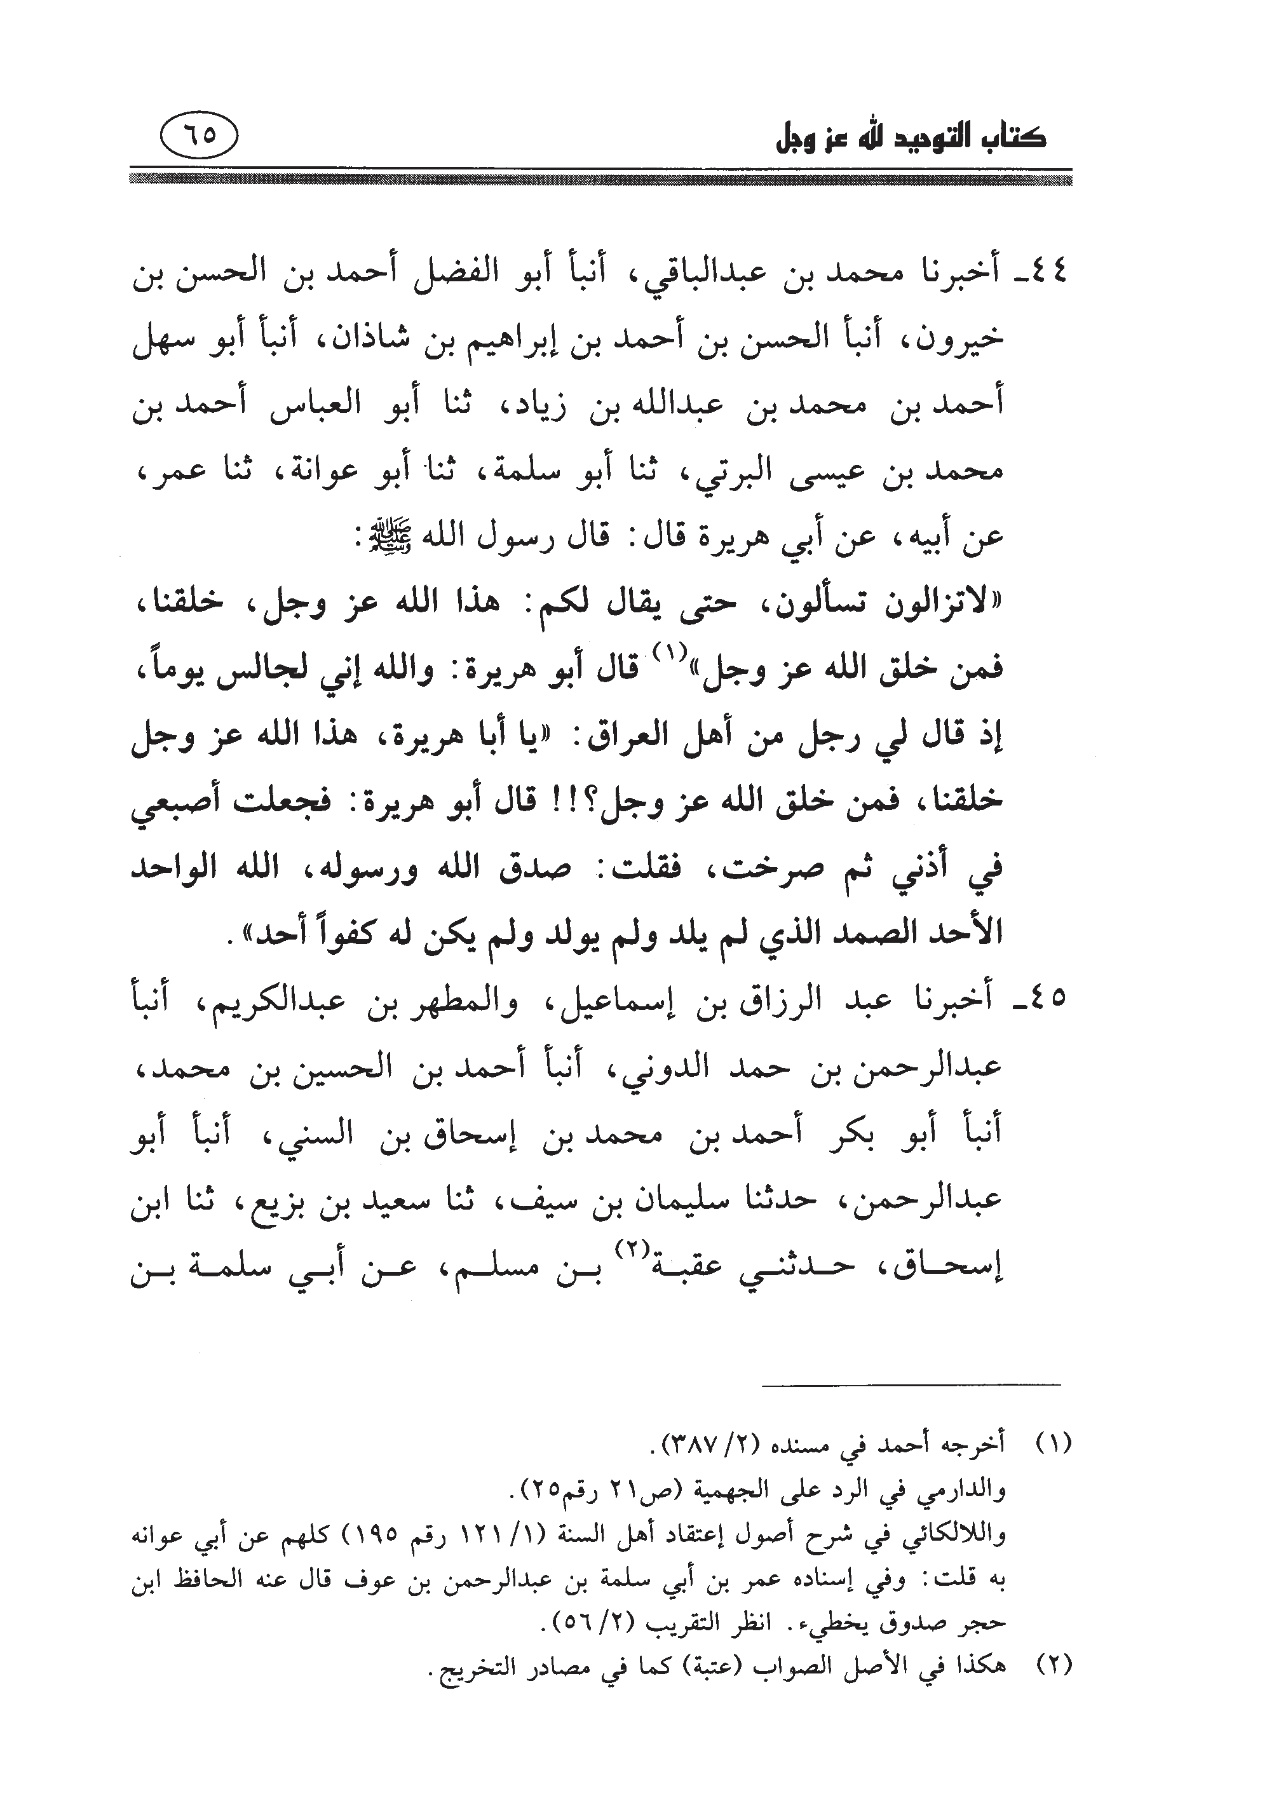 كتاب التوحيد لله عز وجل
٦٥
٤٤ـ أخبرنا محمد بن عبدالباقي، أنبأ أبو الفضل أحمد بن الحسن بن
خيرون، أنبأ الحسن بن أحمد بن إبراهيم بن شاذان، أنبأ أبو سهل
أحمد بن محمد بن عبدالله بن زياد، ثنا أبو العباس أحمد بن
محمد بن عيسى البرتي، ثنا أبو سلمة، ثنا أبو عوانة، ثنا عمر،
عن أبيه، عن أبي هريرة قال: قال رسول الله ﷺ:
«لاتزالون تسألون، حتى يقال لكم: هذا الله عز وجل، خلقنا،
فمن خلق الله عز وجل»(١) قال أبو هريرة: والله إني لجالس يوماً،
إذ قال لي رجل من أهل العراق: «يا أبا هريرة، هذا الله عز وجل
خلقنا، فمن خلق الله عز وجل؟!! قال أبو هريرة: فجعلت أصبعي
في أذني ثم صرخت، فقلت: صدق الله ورسوله، الله الواحد
الأحد الصمد الذي لم يلد ولم يولد ولم يكن له كفواً أحد».
٤٥ـ أخبرنا عبد الرزاق بن إسماعيل، والمطهر بن عبدالكريم، أنبأ
عبدالرحمن بن حمد الدوني، أنبأ أحمد بن الحسين بن محمد،
أنبأ أبو بكر أحمد بن محمد بن إسحاق بن السني، أنبأ أبو
عبدالرحمن، حدثنا سليمان بن سيف، ثنا سعيد بن بزيع، ثنا ابن
إسحاق، حدثني عقبة(٢) بن مسلم، عن أبي سلمة بن
(١) أخرجه أحمد في مسنده (٢/ ٣٨٧).
والدارمي في الرد على الجهمية (ص٢١ رقم٢٥).
واللالكائي في شرح أصول إعتقاد أهل السنة (١/ ١٢١ رقم ١٩٥) كلهم عن أبي عوانه
به قلت: وفي إسناده عمر بن أبي سلمة بن عبدالرحمن بن عوف قال عنه الحافظ ابن
حجر صدوق يخطيء. انظر التقريب (٢/ ٥٦).
(٢) هكذا في الأصل الصواب (عتبة) كما في مصادر التخريج.